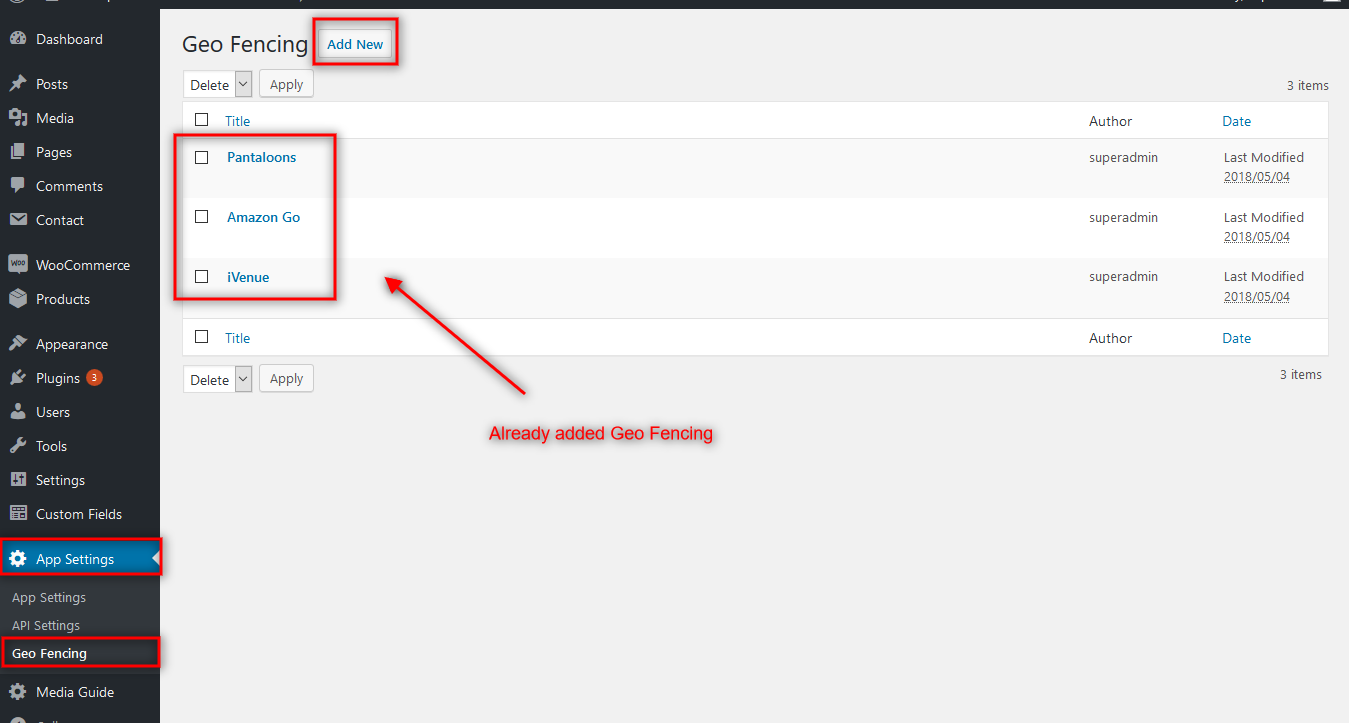 Dashboard
Posts
Media
Pages
Comments
Contact
WOO WooCommerce
Products
Appearance
Plugins 3
Users
Tools
Settings
Custom Fields
App Settings
App Settings
API Settings
Geo Fencing
Media Guide
Geo Fencing Add New
Delete Apply 3 items
Title Author Date
Pantaloons superadmin Last Modified
2018/05/04
Amazon Go superadmin Last Modified
2018/05/04
iVenue superadmin Last Modified
2018/05/04
Title Author Date
Delete Apply 3 items
Already added Geo Fencing